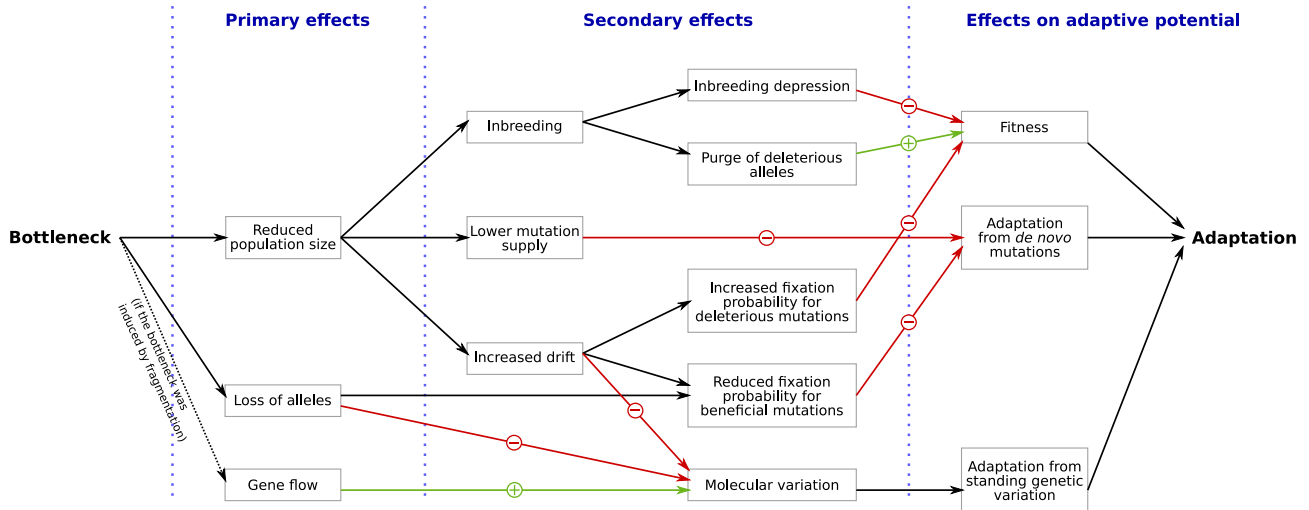 Primary effects
Secondary effects
Effects on adaptive potential
Inbreeding depression
−
Inbreeding
Fitness
+
Purge of deleterious
alleles
Bottleneck
Reduced
population size
Lower mutation
supply
−
−
Adaptation
from de novo
mutations
Adaptation
(if the bottleneck was
induced by fragmentation)
Increased fixation
probability for
deleterious mutations
−
Increased drift
Loss of alleles
Reduced fixation
probability for
beneficial mutations
−
−
Gene flow
+
Molecular variation
Adaptation from
standing genetic
variation